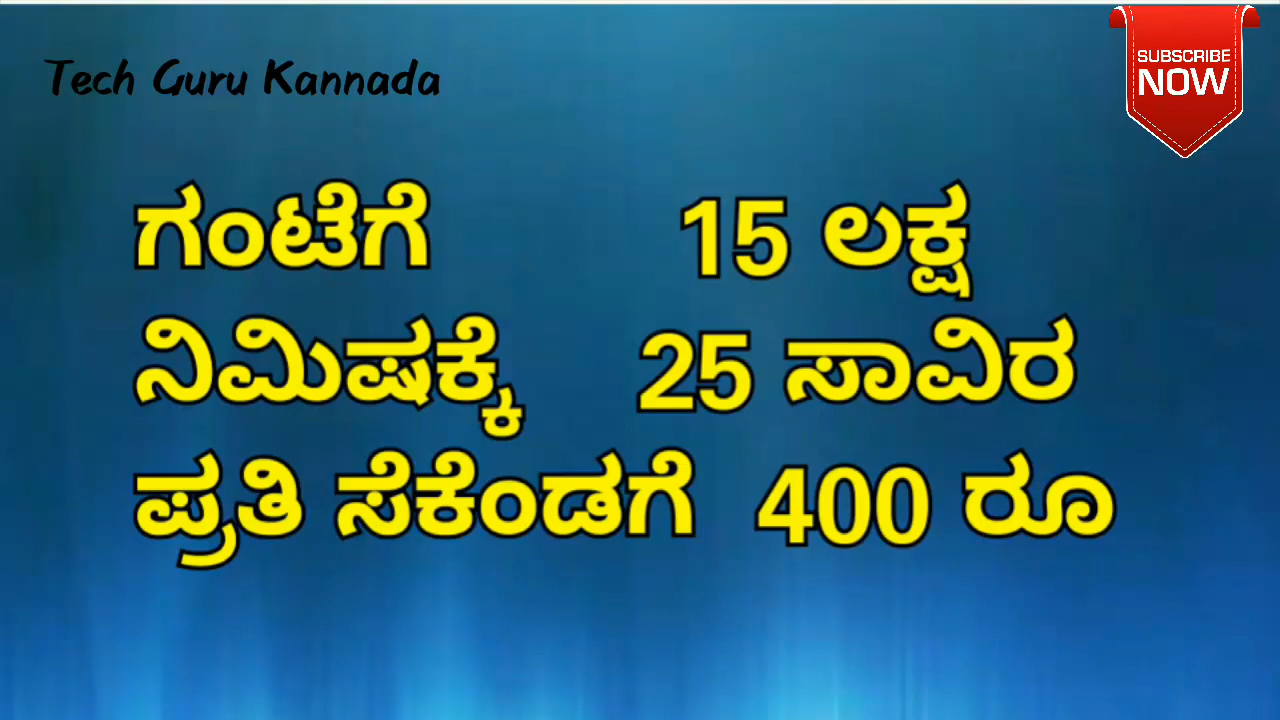 Tech Guru Kannada
SUBSCRIBE
NOW
ಗಂಟೆಗೆ 15 ಲಕ್ಷ
ನಿಮಿಷಕ್ಕೆ 25 ಸಾವಿರ
ಪ್ರತಿ ಸೆಕೆಂಡಗೆ 400 ರೂ